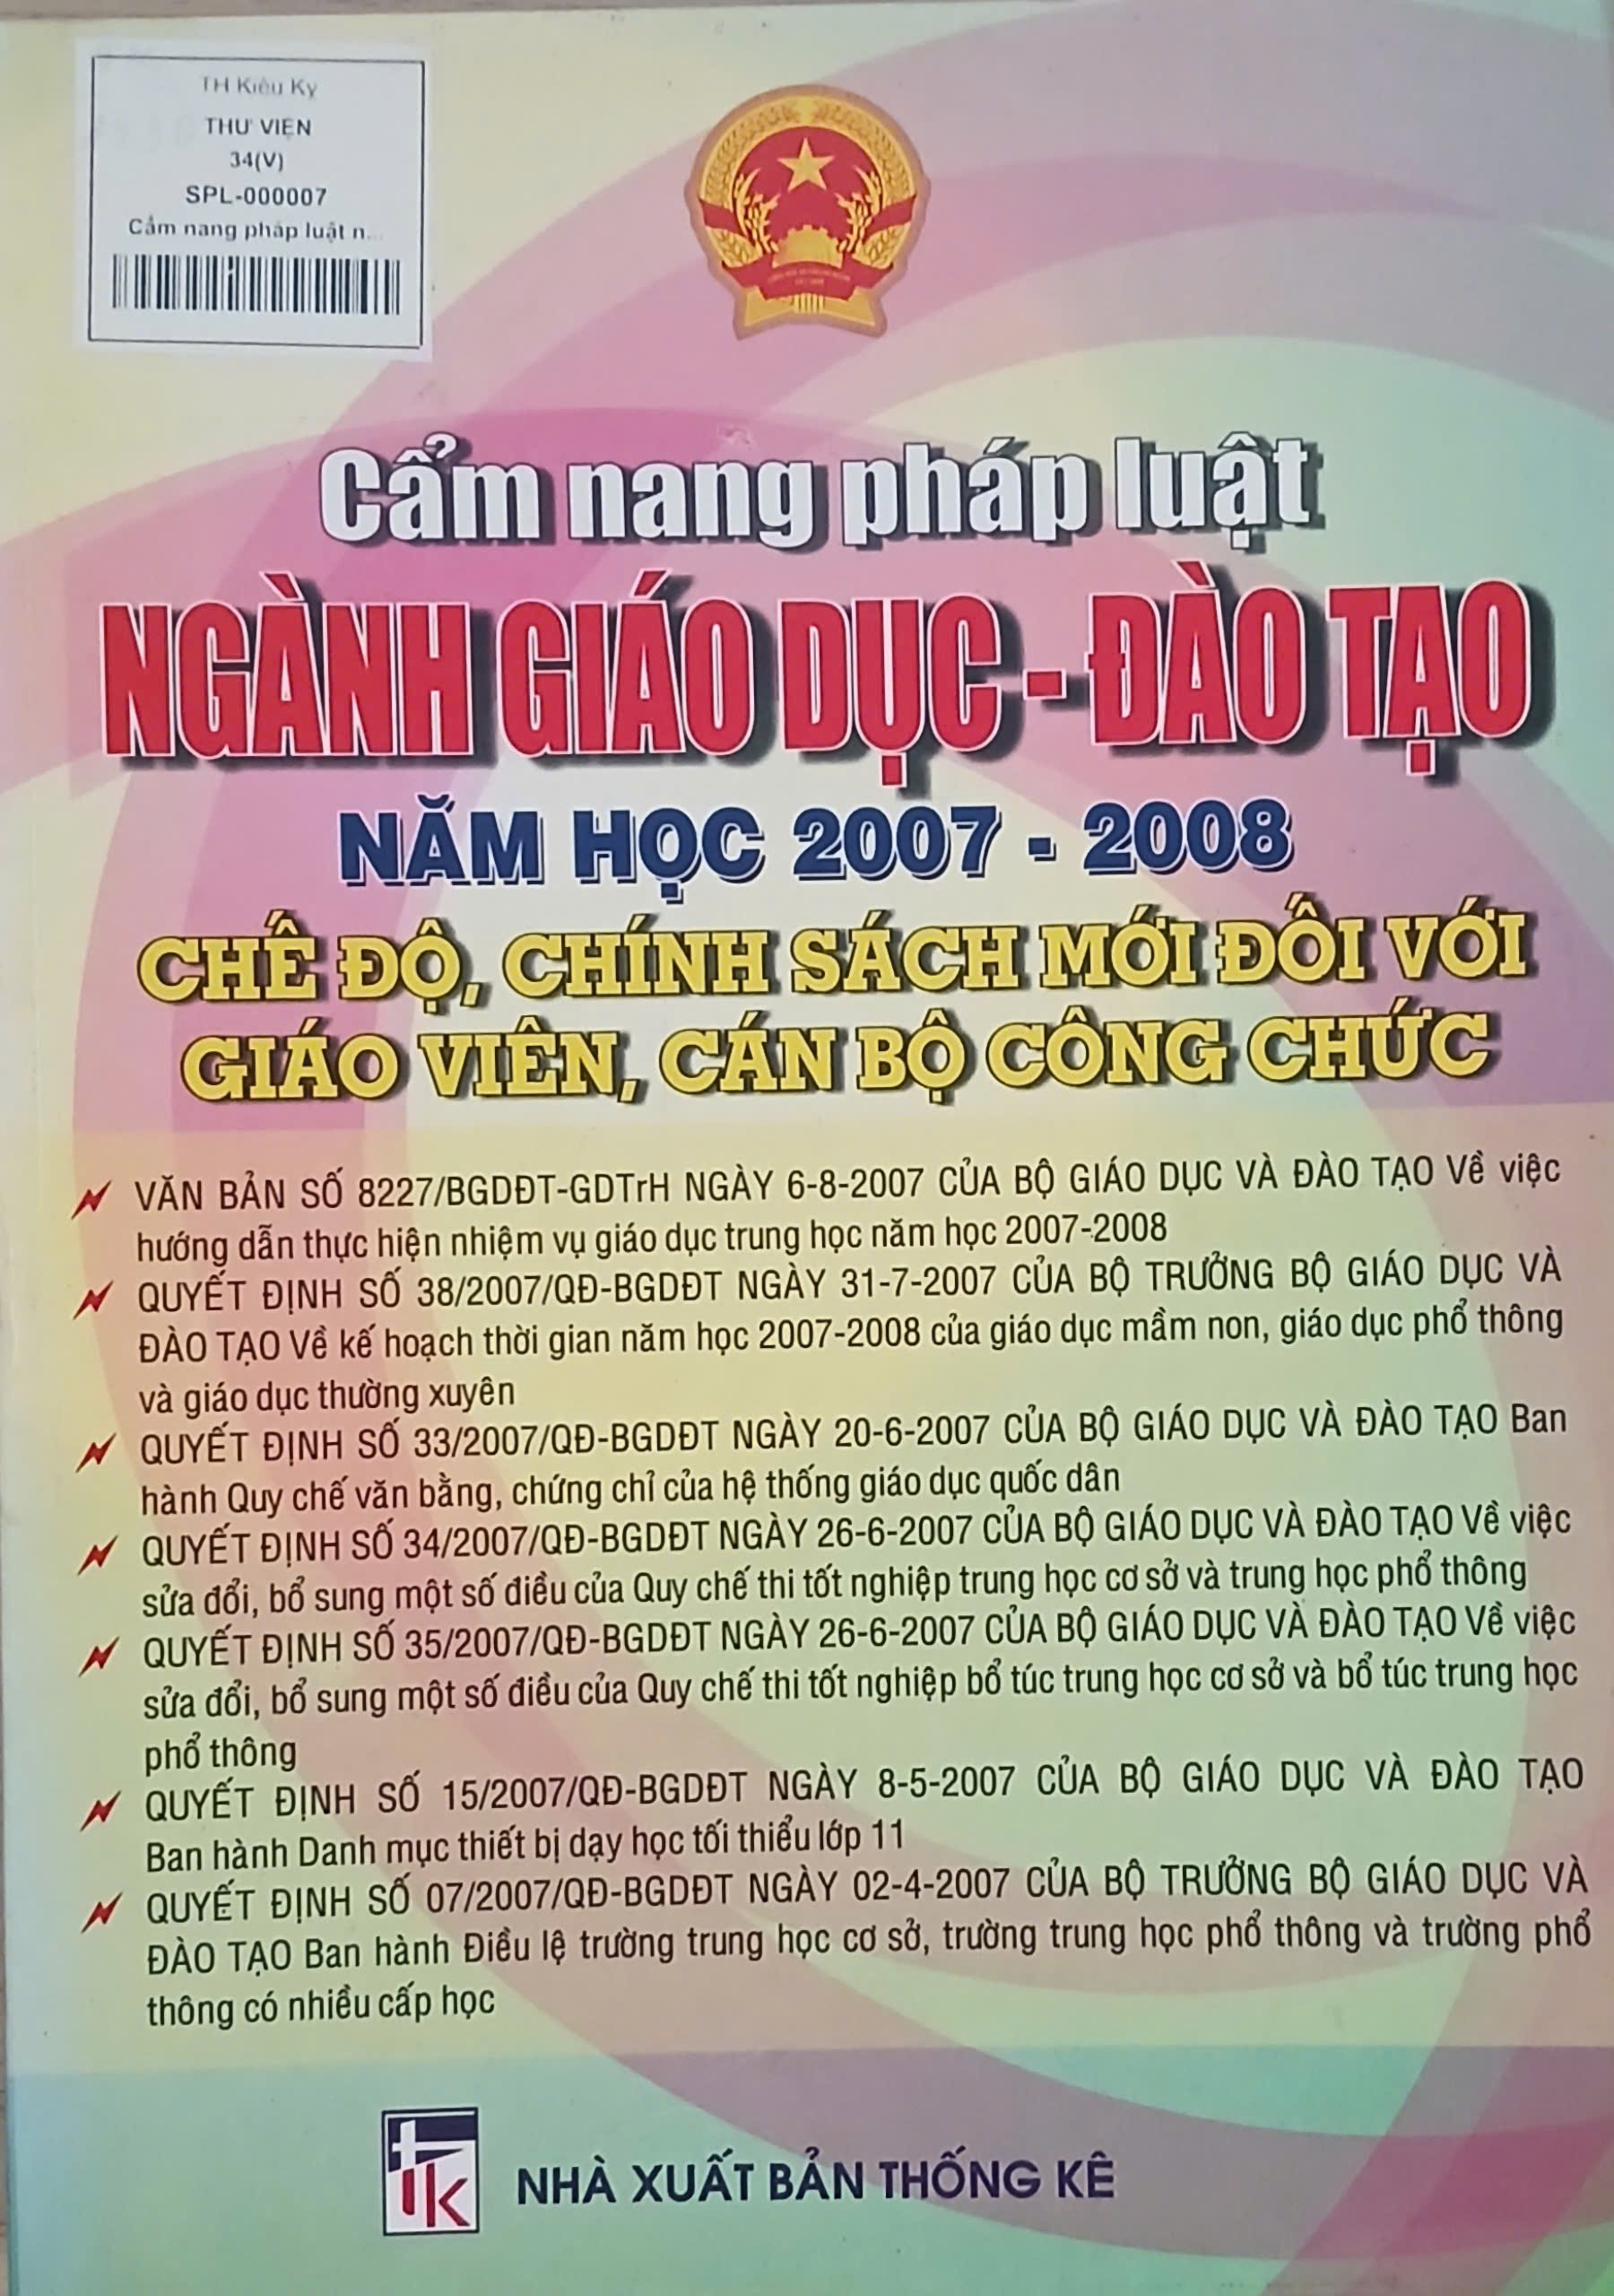 TH Kiêu Kỵ
THƯ VIỆN
34(V)
SPL-000007
Cẩm nang pháp luật n...
Cẩm nang pháp luật
NGÀNH GIÁO DỤC - ĐÀO TẠO
NĂM HỌC 2007 - 2008
CHẾ ĐỘ, CHÍNH SÁCH MỚI ĐỐI VỚI
GIÁO VIÊN, CÁN BỘ CÔNG CHỨC
VĂN BẢN SỐ 8227/BGDĐT-GDTrH NGÀY 6-8-2007 CỦA BỘ GIÁO DỤC VÀ ĐÀO TẠO Về việc
hướng dẫn thực hiện nhiệm vụ giáo dục trung học năm học 2007-2008
QUYẾT ĐỊNH SỐ 38/2007/QĐ-BGDĐT NGÀY 31-7-2007 CỦA BỘ TRƯỞNG BỘ GIÁO DỤC VÀ
ĐÀO TẠO Về kế hoạch thời gian năm học 2007-2008 của giáo dục mầm non, giáo dục phổ thông
và giáo dục thường xuyên
QUYẾT ĐỊNH SỐ 33/2007/QĐ-BGDĐT NGÀY 20-6-2007 CỦA BỘ GIÁO DỤC VÀ ĐÀO TẠO Ban
hành Quy chế văn bằng, chứng chỉ của hệ thống giáo dục quốc dân
QUYẾT ĐỊNH SỐ 34/2007/QĐ-BGDĐT NGÀY 26-6-2007 CỦA BỘ GIÁO DỤC VÀ ĐÀO TẠO Về việc
sửa đổi, bổ sung một số điều của Quy chế thi tốt nghiệp trung học cơ sở và trung học phổ thông
QUYẾT ĐỊNH SỐ 35/2007/QĐ-BGDĐT NGÀY 26-6-2007 CỦA BỘ GIÁO DỤC VÀ ĐÀO TẠO Về việc
sửa đổi, bổ sung một số điều của Quy chế thi tốt nghiệp bổ túc trung học cơ sở và bổ túc trung học
phổ thông
QUYẾT ĐỊNH SỐ 15/2007/QĐ-BGDĐT NGÀY 8-5-2007 CỦA BỘ GIÁO DỤC VÀ ĐÀO TẠO
Ban hành Danh mục thiết bị dạy học tối thiểu lớp 11
QUYẾT ĐỊNH SỐ 07/2007/QĐ-BGDĐT NGÀY 02-4-2007 CỦA BỘ TRƯỞNG BỘ GIÁO DỤC VÀ
ĐÀO TẠO Ban hành Điều lệ trường trung học cơ sở, trường trung học phổ thông và trường phổ
thông có nhiều cấp học
NHÀ XUẤT BẢN THỐNG KÊ